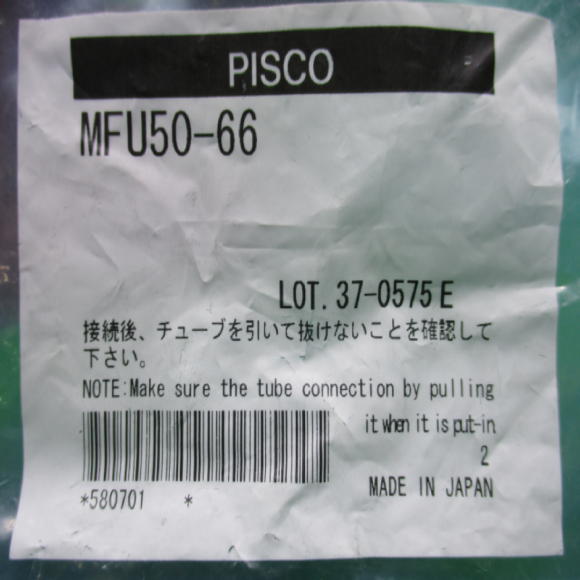 PISCO
MFU50-66
LOT. 37-0575 E
接続後、チューブを引いて抜けないことを確認して
下さい。
NOTE:Make sure the tube connection by pulling
it when it is put-in.
2
*580701 *
MADE IN JAPAN